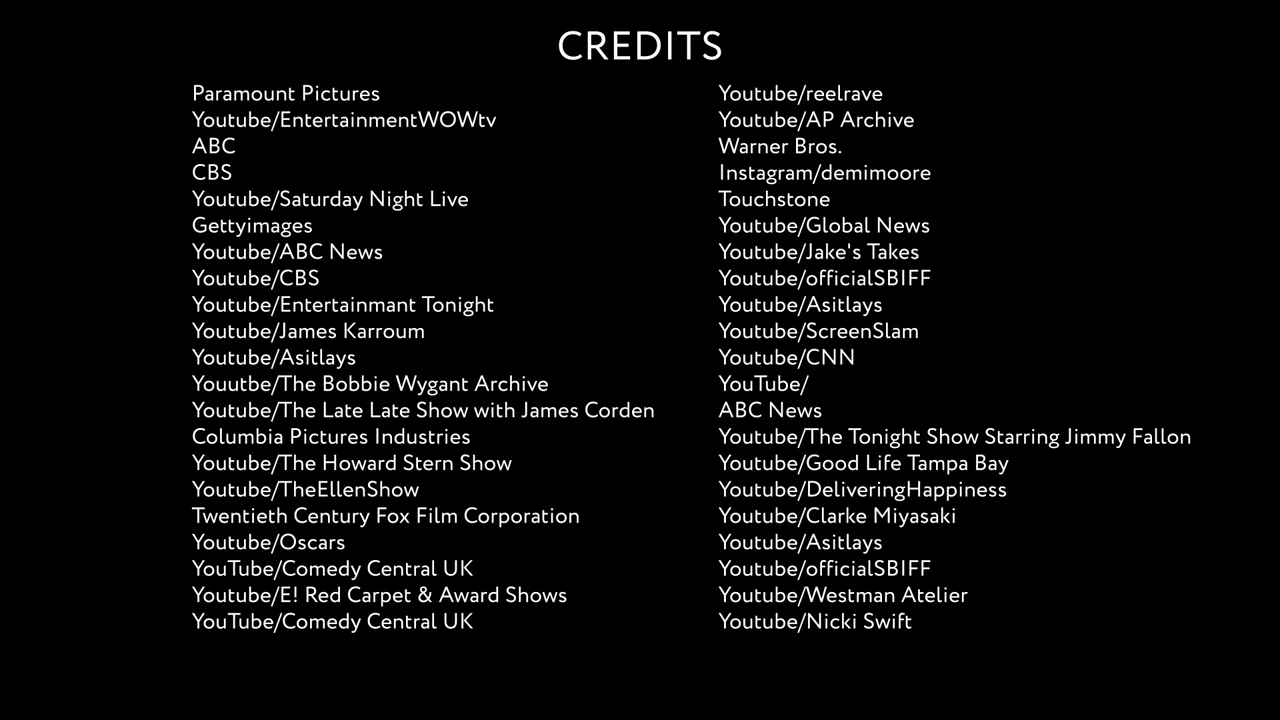 CREDITS
Paramount Pictures
Youtube/EntertainmentWOWtv
ABC
CBS
Youtube/Saturday Night Live
Gettyimages
Youtube/ABC News
Youtube/CBS
Youtube/Entertainmant Tonight
Youtube/James Karroum
Youtube/Asitlays
Youutbe/The Bobbie Wygant Archive
Youtube/The Late Late Show with James Corden
Columbia Pictures Industries
Youtube/The Howard Stern Show
Youtube/TheEllenShow
Twentieth Century Fox Film Corporation
Youtube/Oscars
YouTube/Comedy Central UK
Youtube/E! Red Carpet & Award Shows
YouTube/Comedy Central UK
Youtube/reelrave
Youtube/AP Archive
Warner Bros.
Instagram/demimoore
Touchstone
Youtube/Global News
Youtube/Jake's Takes
Youtube/officialSBIFF
Youtube/Asitlays
Youtube/ScreenSlam
Youtube/CNN
YouTube/
ABC News
Youtube/The Tonight Show Starring Jimmy Fallon
Youtube/Good Life Tampa Bay
Youtube/DeliveringHappiness
Youtube/Clarke Miyasaki
Youtube/Asitlays
Youtube/officialSBIFF
Youtube/Westman Atelier
Youtube/Nicki Swift